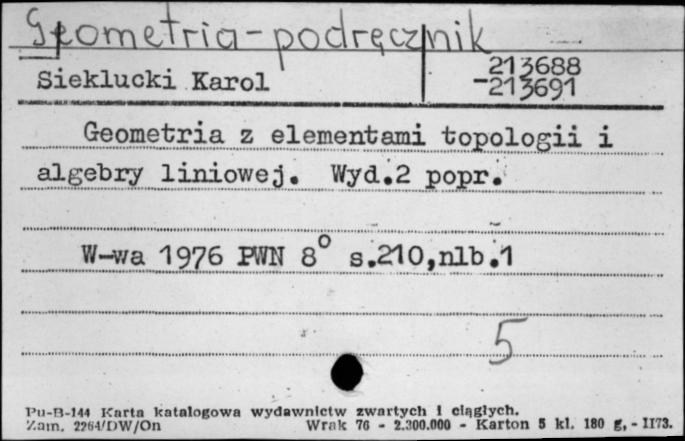 Geometria - podręcznik
Sieklucki Karol
213688
-213691
Geometria z elementami topologii i
algebry liniowej. Wyd.2 popr.
W-wa 1976 PWN 8° s.210,nlb.1
5
Pu-B-144 Karta katalogowa wydawnictw zwartych i ciągłych.
Zam. 2264/DW/On Wrak 76 - 2.300.000 - Karton 5 kl. 180 g, - II73.